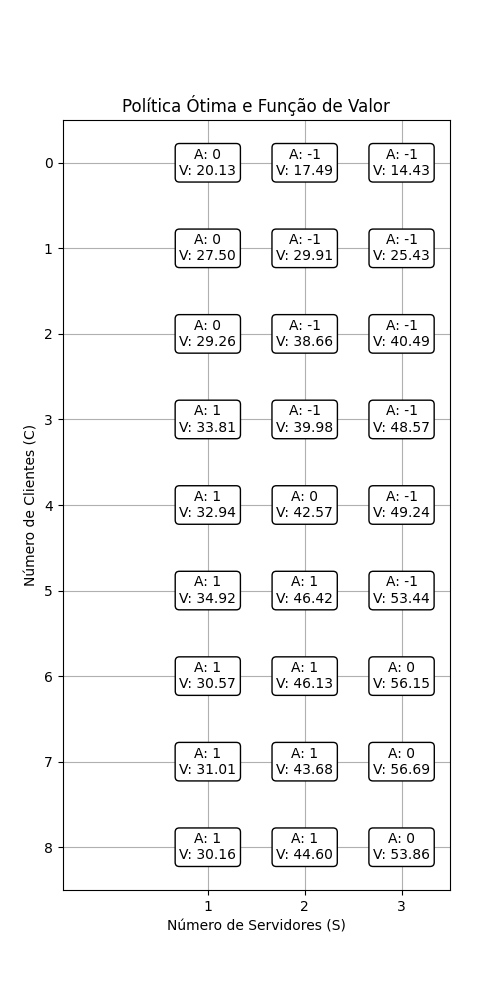 Política Ótima e Função de Valor
Número de Clientes (C)
0
A: 0
V: 20.13
A: -1
V: 17.49
A: -1
V: 14.43
1
A: 0
V: 27.50
A: -1
V: 29.91
A: -1
V: 25.43
2
A: 0
V: 29.26
A: -1
V: 38.66
A: -1
V: 40.49
3
A: 1
V: 33.81
A: -1
V: 39.98
A: -1
V: 48.57
4
A: 1
V: 32.94
A: 0
V: 42.57
A: -1
V: 49.24
5
A: 1
V: 34.92
A: 1
V: 46.42
A: -1
V: 53.44
6
A: 1
V: 30.57
A: 1
V: 46.13
A: 0
V: 56.15
7
A: 1
V: 31.01
A: 1
V: 43.68
A: 0
V: 56.69
8
A: 1
V: 30.16
A: 1
V: 44.60
A: 0
V: 53.86
1
2
3
Número de Servidores (S)